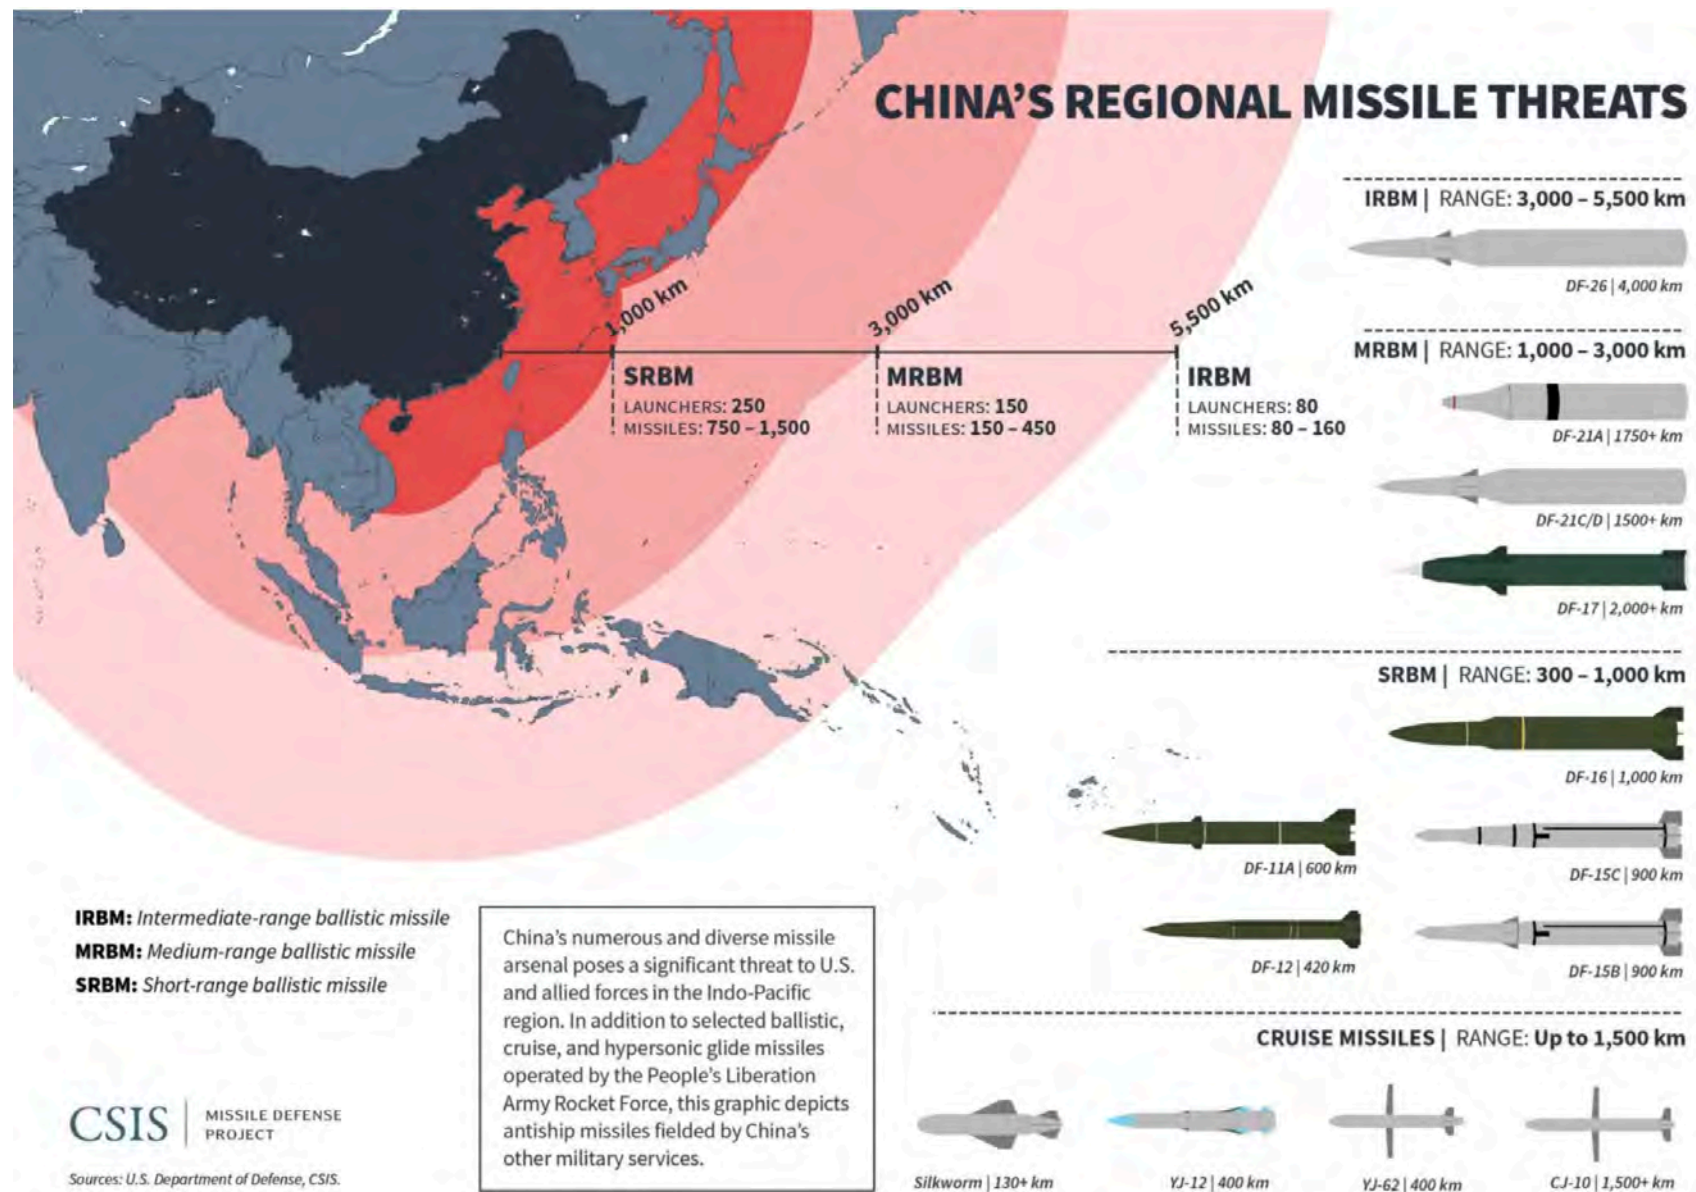 CHINA'S REGIONAL MISSILE THREATS
IRBM | RANGE: 3,000 – 5,500 km
DF-26 | 4,000 km
MRBM | RANGE: 1,000 – 3,000 km
DF-21A | 1750+ km
DF-21C/D | 1500+ km
DF-17 | 2,000+ km
1,000 km
3,000 km
5,500 km
SRBM
LAUNCHERS: 250
MISSILES: 750 – 1,500
MRBM
LAUNCHERS: 150
MISSILES: 150 – 450
IRBM
LAUNCHERS: 80
MISSILES: 80 – 160
SRBM | RANGE: 300 – 1,000 km
DF-16 | 1,000 km
DF-11A | 600 km
DF-15C | 900 km
DF-12 | 420 km
DF-15B | 900 km
CRUISE MISSILES | RANGE: Up to 1,500 km
Silkworm | 130+ km
YJ-12 | 400 km
YJ-62 | 400 km
CJ-10 | 1,500+ km
IRBM: Intermediate-range ballistic missile
MRBM: Medium-range ballistic missile
SRBM: Short-range ballistic missile
China's numerous and diverse missile
arsenal poses a significant threat to U.S.
and allied forces in the Indo-Pacific
region. In addition to selected ballistic,
cruise, and hypersonic glide missiles
operated by the People's Liberation
Army Rocket Force, this graphic depicts
antiship missiles fielded by China's
other military services.
CSIS | MISSILE DEFENSE
PROJECT
Sources: U.S. Department of Defense, CSIS.